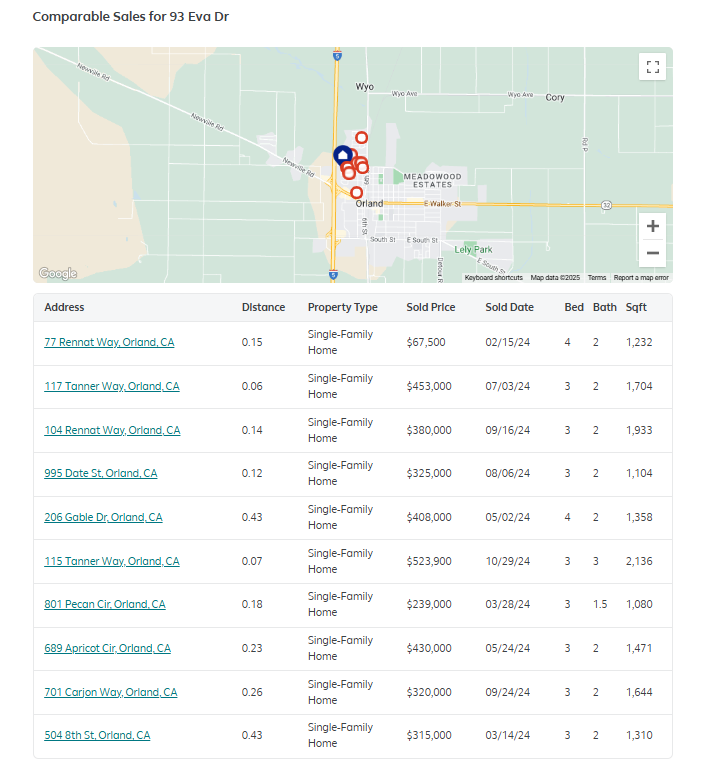 Comparable Sales for 93 Eva Dr
Newville Rd
Wyo
Wyo Ave
Wyo Ave
Cory
Newville Rd
Rd P
Newville Rd
MEADOWOOD
ESTATES
99
Orland
E Walker St
32
6th St
South St
E South St
Lely Park
E South St
5
5
Google
Keyboard shortcuts Map data ©2025 Terms Report a map error
Address Distance Property Type Sold Price Sold Date Bed Bath Sqft
77 Rennat Way, Orland, CA 0.15 Single-Family Home $67,500 02/15/24 4 2 1,232
117 Tanner Way, Orland, CA 0.06 Single-Family Home $453,000 07/03/24 3 2 1,704
104 Rennat Way, Orland, CA 0.14 Single-Family Home $380,000 09/16/24 3 2 1,933
995 Date St, Orland, CA 0.12 Single-Family Home $325,000 08/06/24 3 2 1,104
206 Gable Dr, Orland, CA 0.43 Single-Family Home $408,000 05/02/24 4 2 1,358
115 Tanner Way, Orland, CA 0.07 Single-Family Home $523,900 10/29/24 3 3 2,136
801 Pecan Cir, Orland, CA 0.18 Single-Family Home $239,000 03/28/24 3 1.5 1,080
689 Apricot Cir, Orland, CA 0.23 Single-Family Home $430,000 05/24/24 3 2 1,471
701 Carjon Way, Orland, CA 0.26 Single-Family Home $320,000 09/24/24 3 2 1,644
504 8th St, Orland, CA 0.43 Single-Family Home $315,000 03/14/24 3 2 1,310